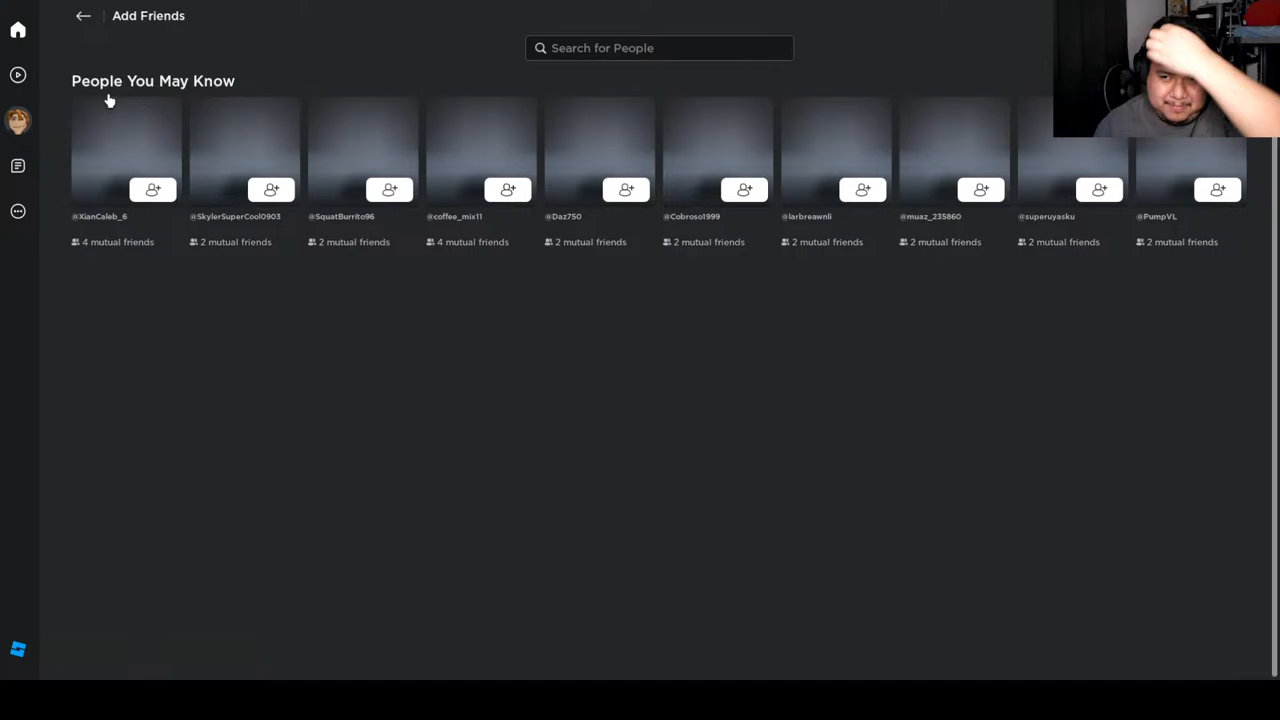 Add Friends
Search for People
People You May Know
@XianCaleb_6 @SkylerSuperCool0903 @SquatBurrito96 @coffee_mix11 @Daz750 @Cobroso1999 @larbreawnli @muaz_235860 @superuyasku @PumpVL
4 mutual friends 2 mutual friends 2 mutual friends 4 mutual friends 2 mutual friends 2 mutual friends 2 mutual friends 2 mutual friends 2 mutual friends 2 mutual friends